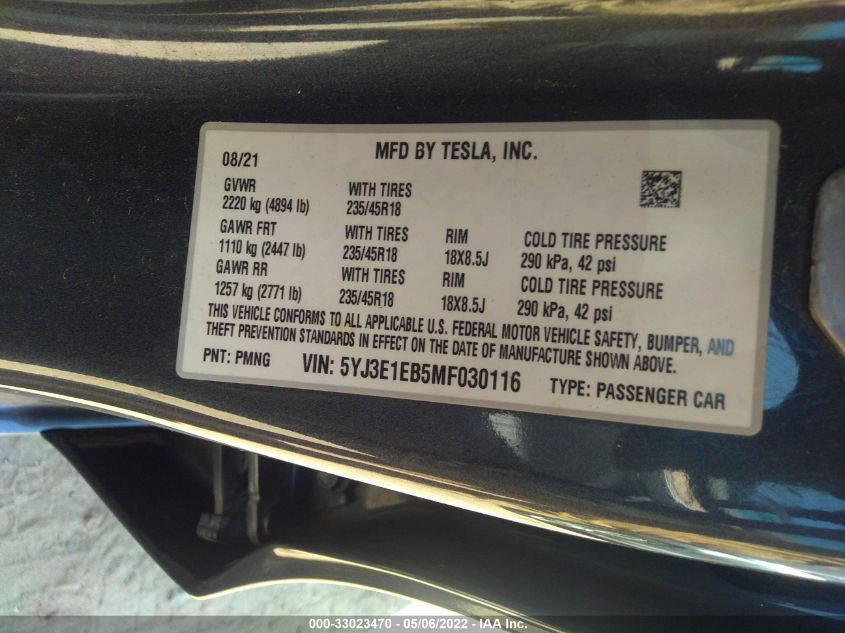 08/21 MFD BY TESLA, INC.
GVWR WITH TIRES
2220 kg (4894 lb) 235/45R18
GAWR FRT WITH TIRES RIM COLD TIRE PRESSURE
1110 kg (2447 lb) 235/45R18 18X8.5J 290 kPa, 42 psi
GAWR RR WITH TIRES RIM COLD TIRE PRESSURE
1257 kg (2771 lb) 235/45R18 18X8.5J 290 kPa, 42 psi
THIS VEHICLE CONFORMS TO ALL APPLICABLE U.S. FEDERAL MOTOR VEHICLE SAFETY, BUMPER, AND
THEFT PREVENTION STANDARDS IN EFFECT ON THE DATE OF MANUFACTURE SHOWN ABOVE.
PNT: PMNG VIN: 5YJ3E1EB5MF030116 TYPE: PASSENGER CAR
000-33023470 - 05/06/2022 - IAA Inc.